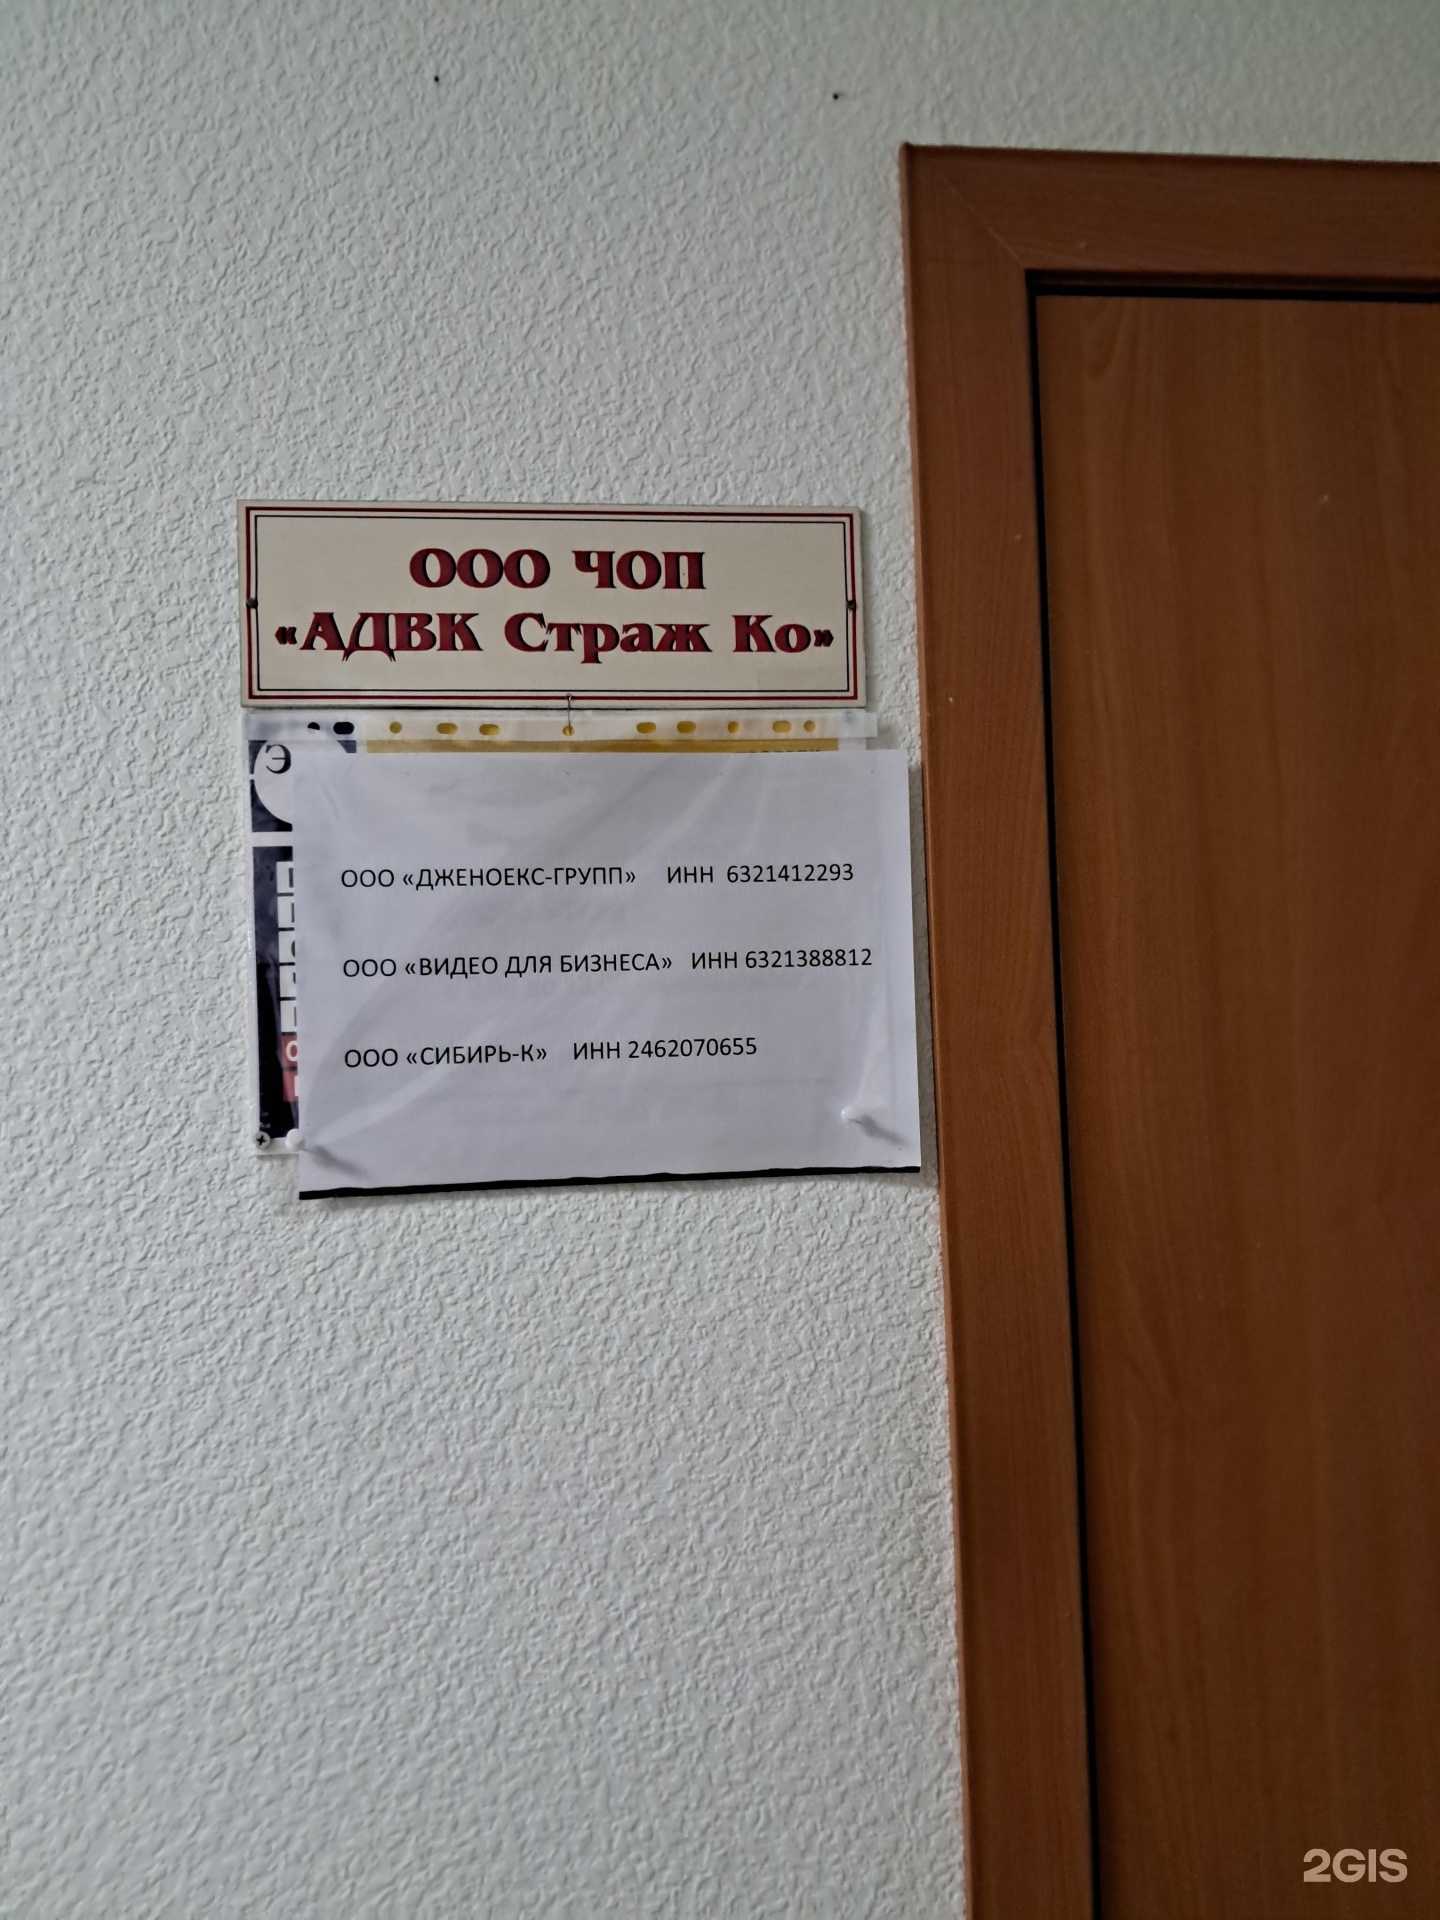 ООО ЧОП
«АДВК Страж Ко»
Э
ООО «ДЖЕНОЕКС-ГРУПП» ИНН 6321412293
ООО «ВИДЕО ДЛЯ БИЗНЕСА» ИНН 6321388812
ООО «СИБИРЬ-К» ИНН 2462070655
2GIS